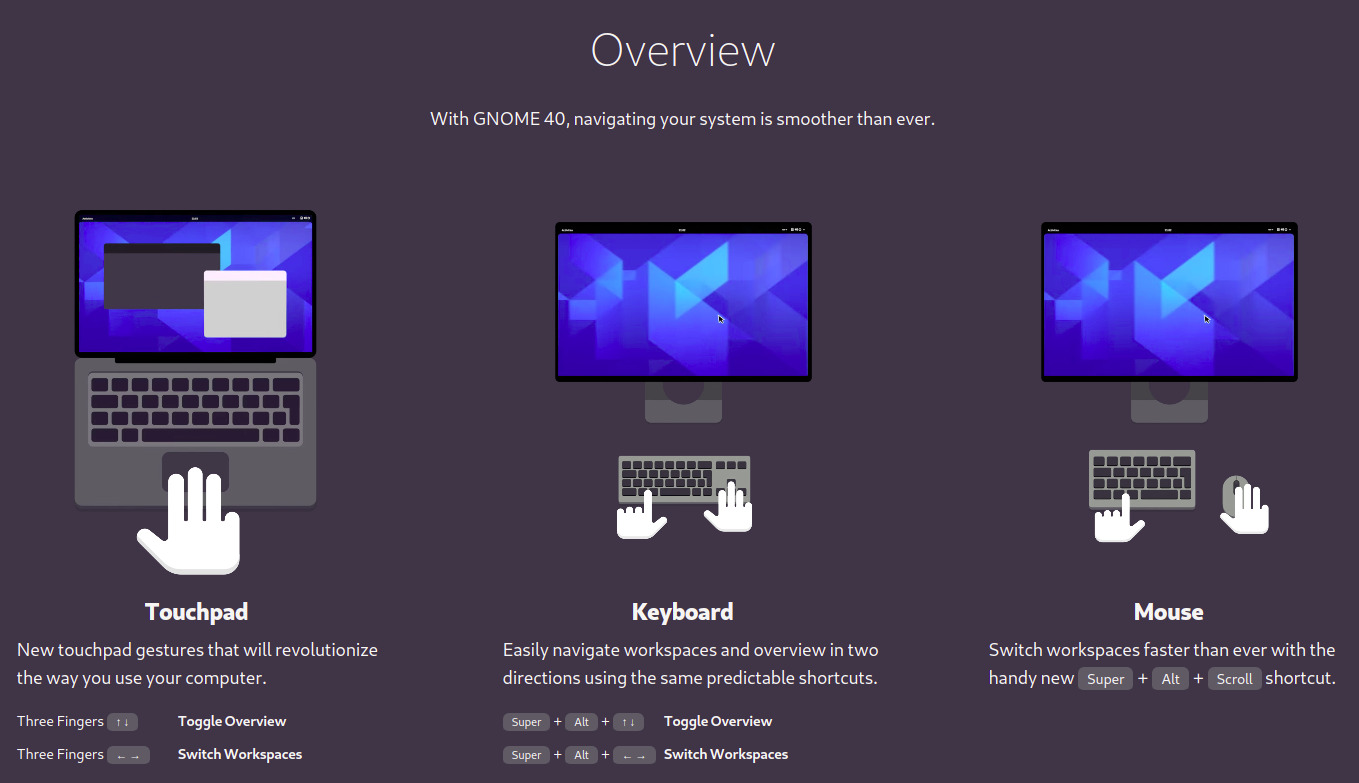 Overview
With GNOME 40, navigating your system is smoother than ever.
Touchpad
New touchpad gestures that will revolutionize
the way you use your computer.
Three Fingers ↑ ↓ Toggle Overview
Three Fingers ← → Switch Workspaces
Keyboard
Easily navigate workspaces and overview in two
directions using the same predictable shortcuts.
Super + Alt + ↑ ↓ Toggle Overview
Super + Alt + ← → Switch Workspaces
Mouse
Switch workspaces faster than ever with the
handy new Super + Alt + Scroll shortcut.